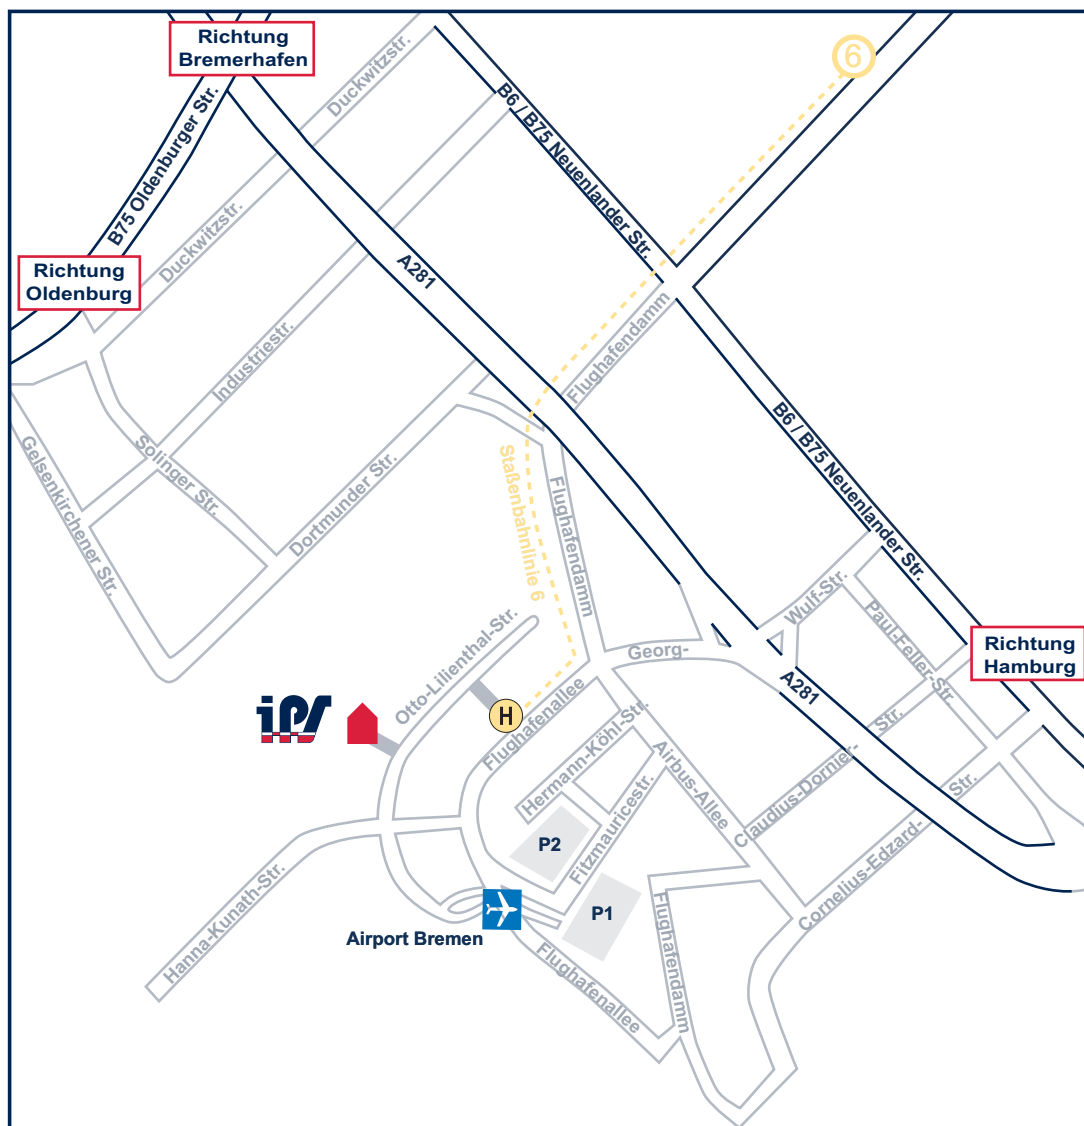 Richtung
Bremerhafen
Duckwitzstr.
6
B6 / B75 Neuenlander Str.
B75 Oldenburger Str.
Duckwitzstr.
Richtung
Oldenburg
A281
Flughafendamm
Industriestr.
B6 / B75 Neuenlander Str.
Gelsenkirchener Str.
Solinger Str.
Dortmunder Str.
Staßenbahnlinie 6
Flughafendamm
Wulf-Str.
Paul-Feller-Str.
Richtung
Hamburg
Georg-
Otto-Lilienthal-Str.
A281
iPS
H
Flughafenallee
Hermann-Köhl-Str.
Airbus-Allee
Claudius-Dornier-
Str.
Cornelius-Edzard-
Str.
Fitzmauricestr.
P2
P1
Hanna-Kunath-Str.
Airport Bremen
Flughafenallee
Flughafendamm